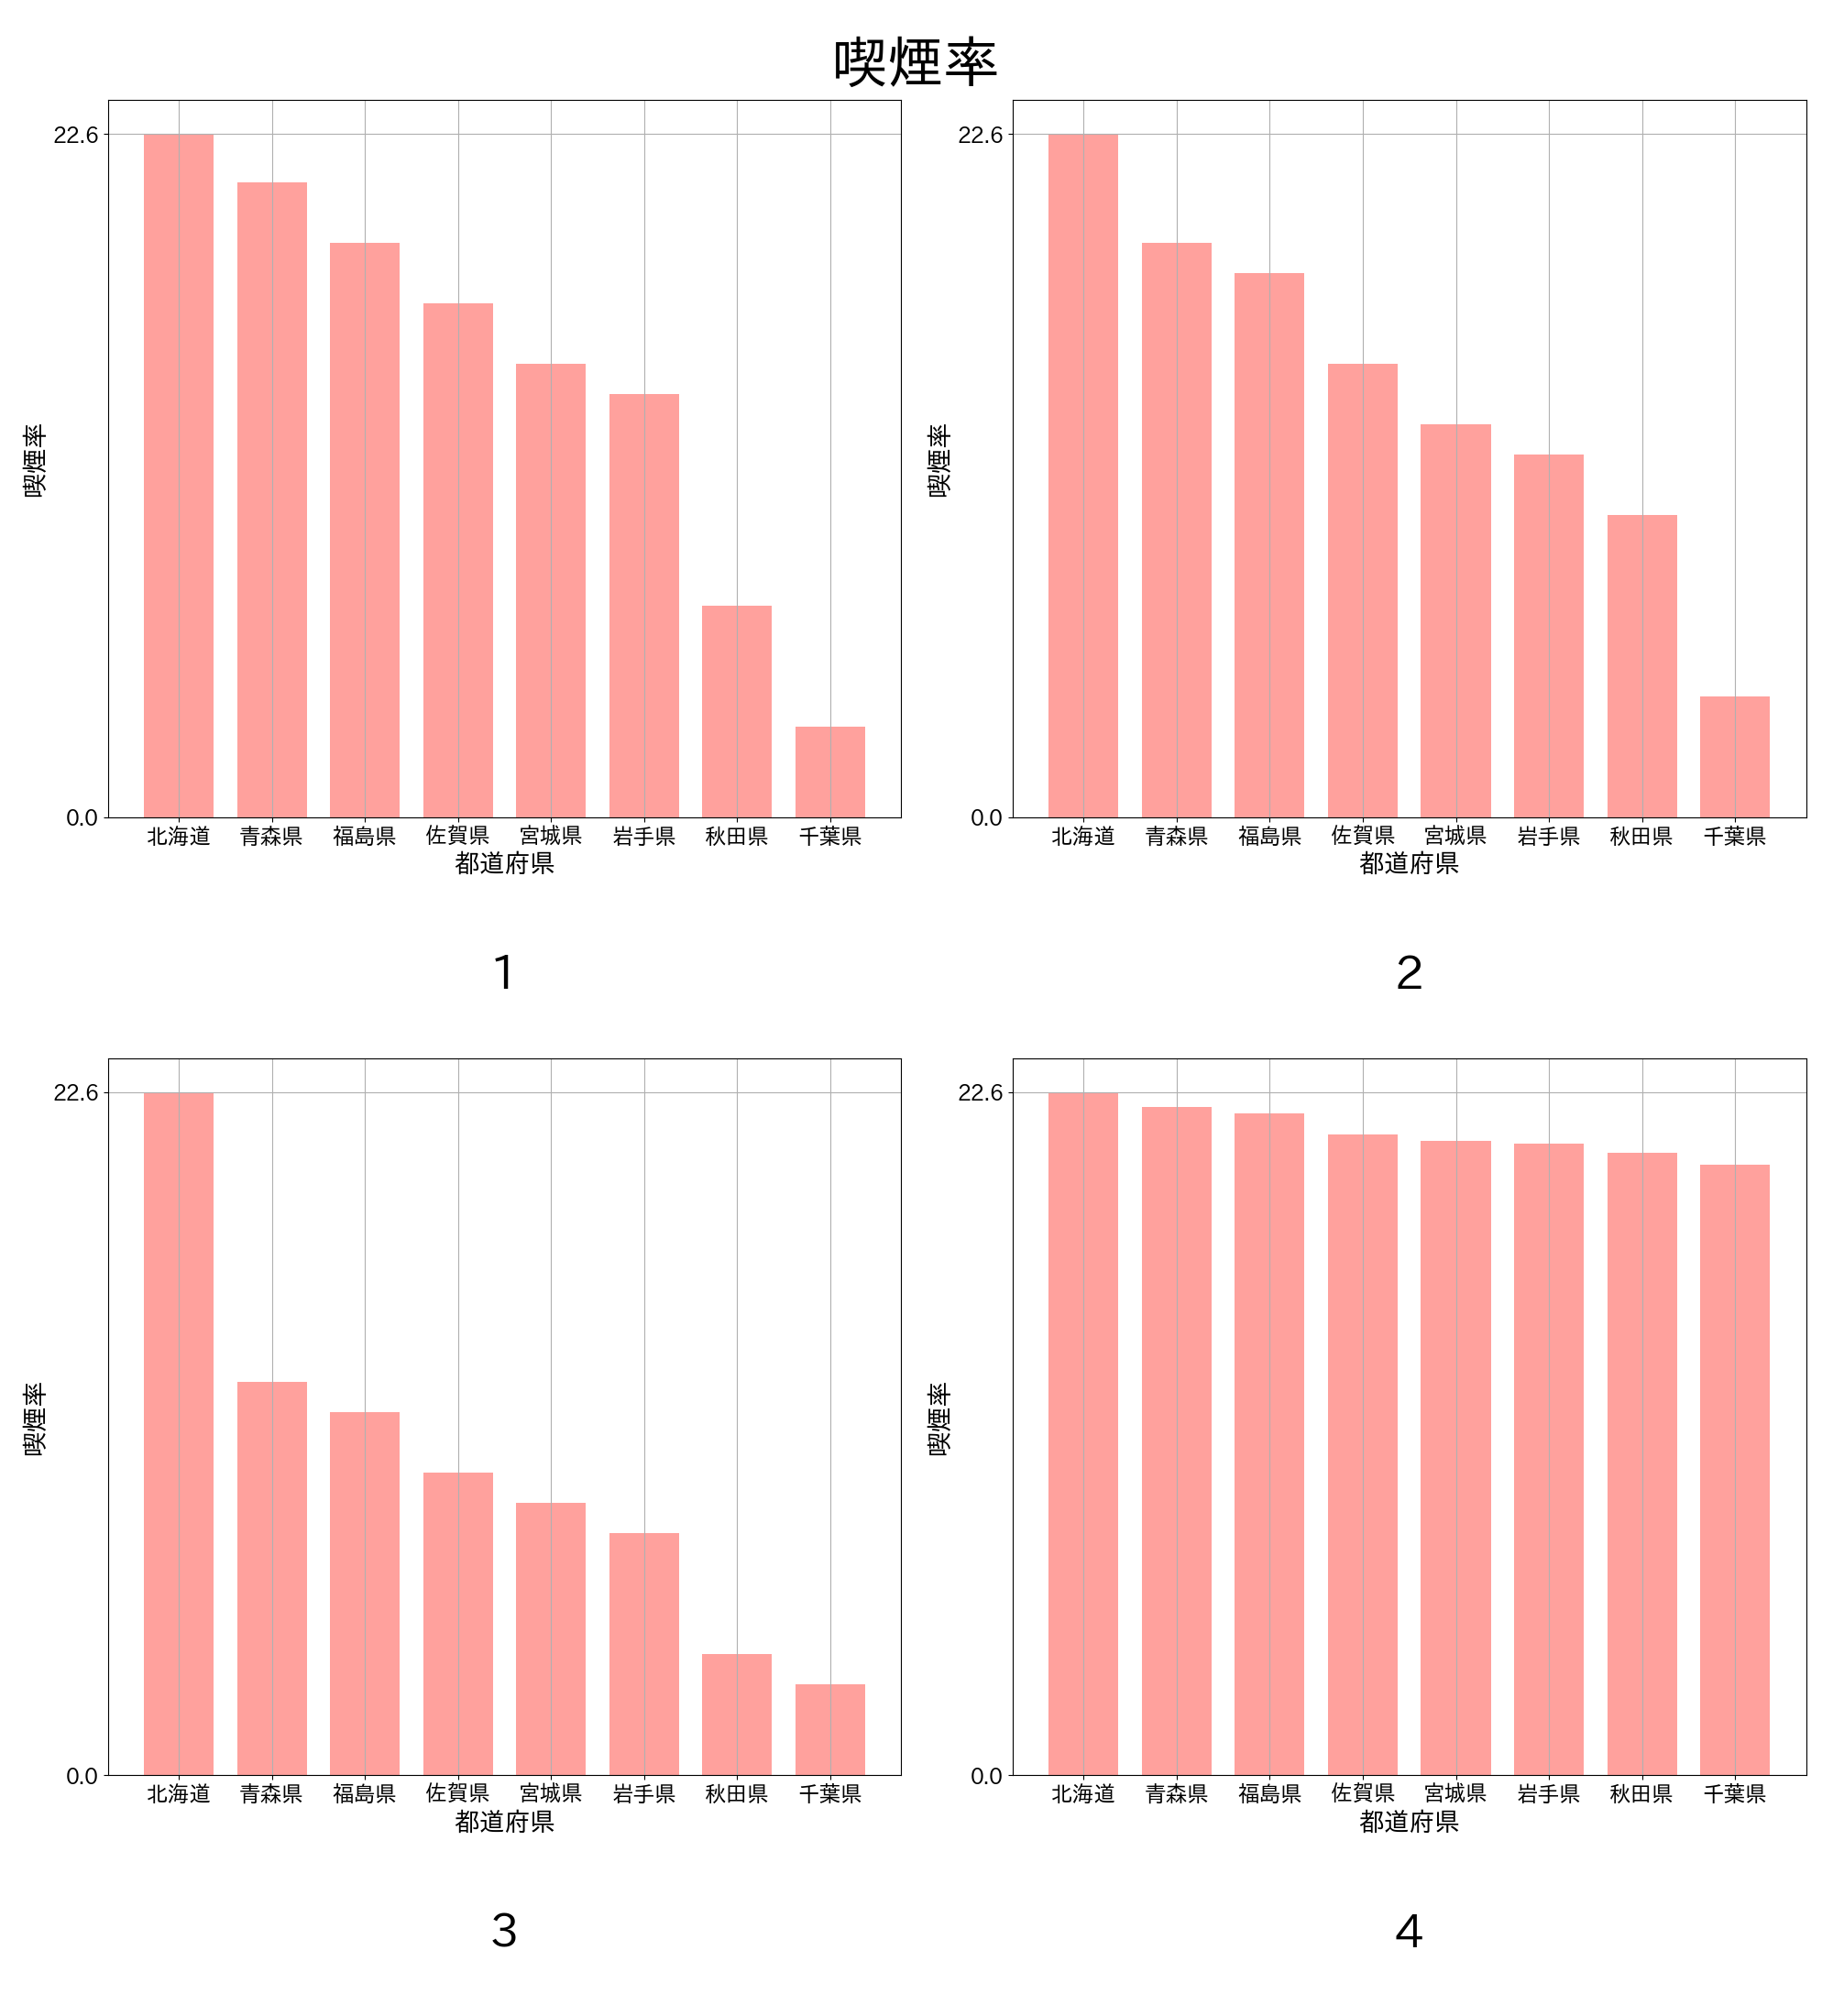 喫煙率
22.6
喫煙率
0.0
北海道 青森県 福島県 佐賀県 宮城県 岩手県 秋田県 千葉県
都道府県
1
22.6
喫煙率
0.0
北海道 青森県 福島県 佐賀県 宮城県 岩手県 秋田県 千葉県
都道府県
2
22.6
喫煙率
0.0
北海道 青森県 福島県 佐賀県 宮城県 岩手県 秋田県 千葉県
都道府県
3
22.6
喫煙率
0.0
北海道 青森県 福島県 佐賀県 宮城県 岩手県 秋田県 千葉県
都道府県
4